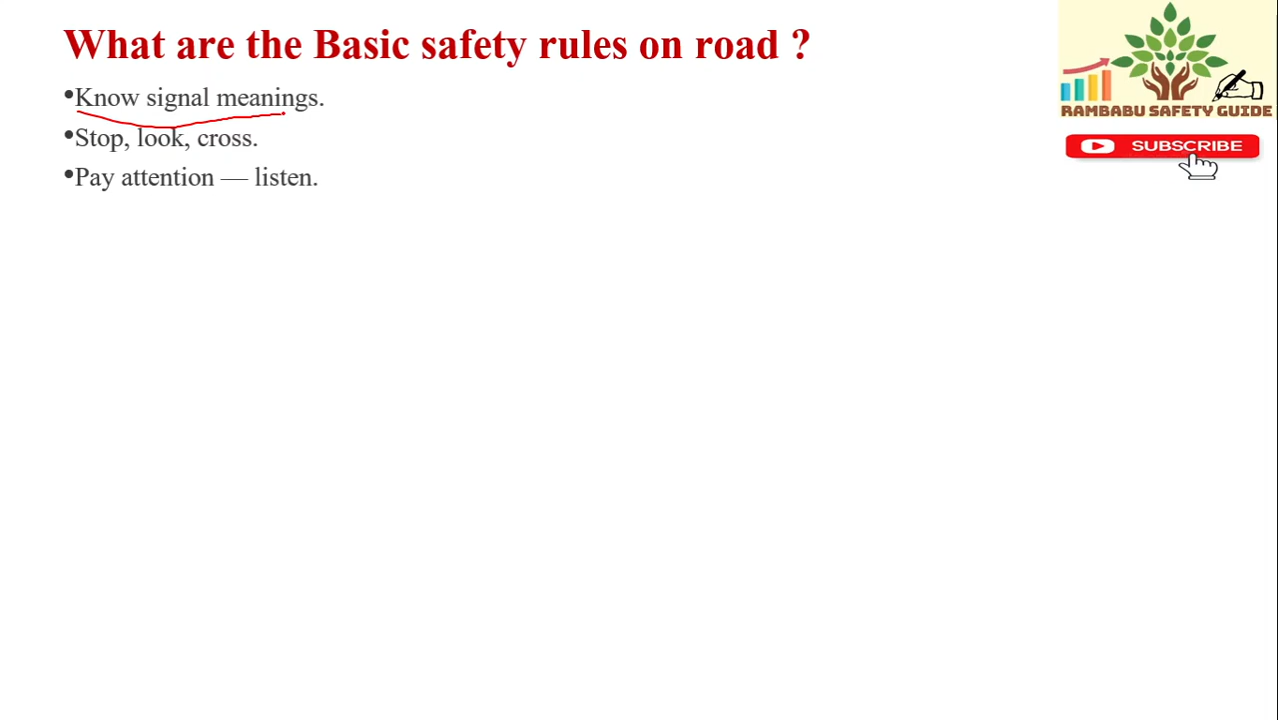 What are the Basic safety rules on road ?
•Know signal meanings.
•Stop, look, cross.
•Pay attention — listen.
RAMBABU SAFETY GUIDE
SUBSCRIBE